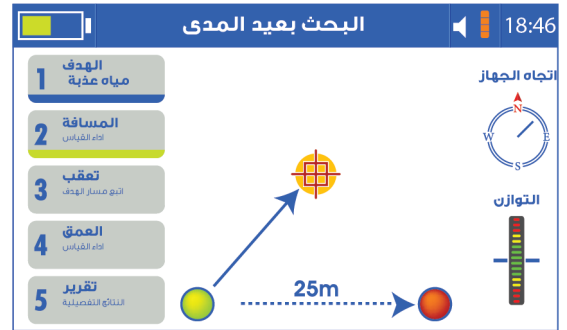 البحث بعيد المدى
18:46
1
الهدف
مياه عذبة
2
المسافة
اداء القياس
3
تعقب
اتبع مسار الهدف
4
العمق
اداء القياس
5
تقرير
النتائج التفصيلية
25m
اتجاه الجهاز
N
W
E
S
التوازن